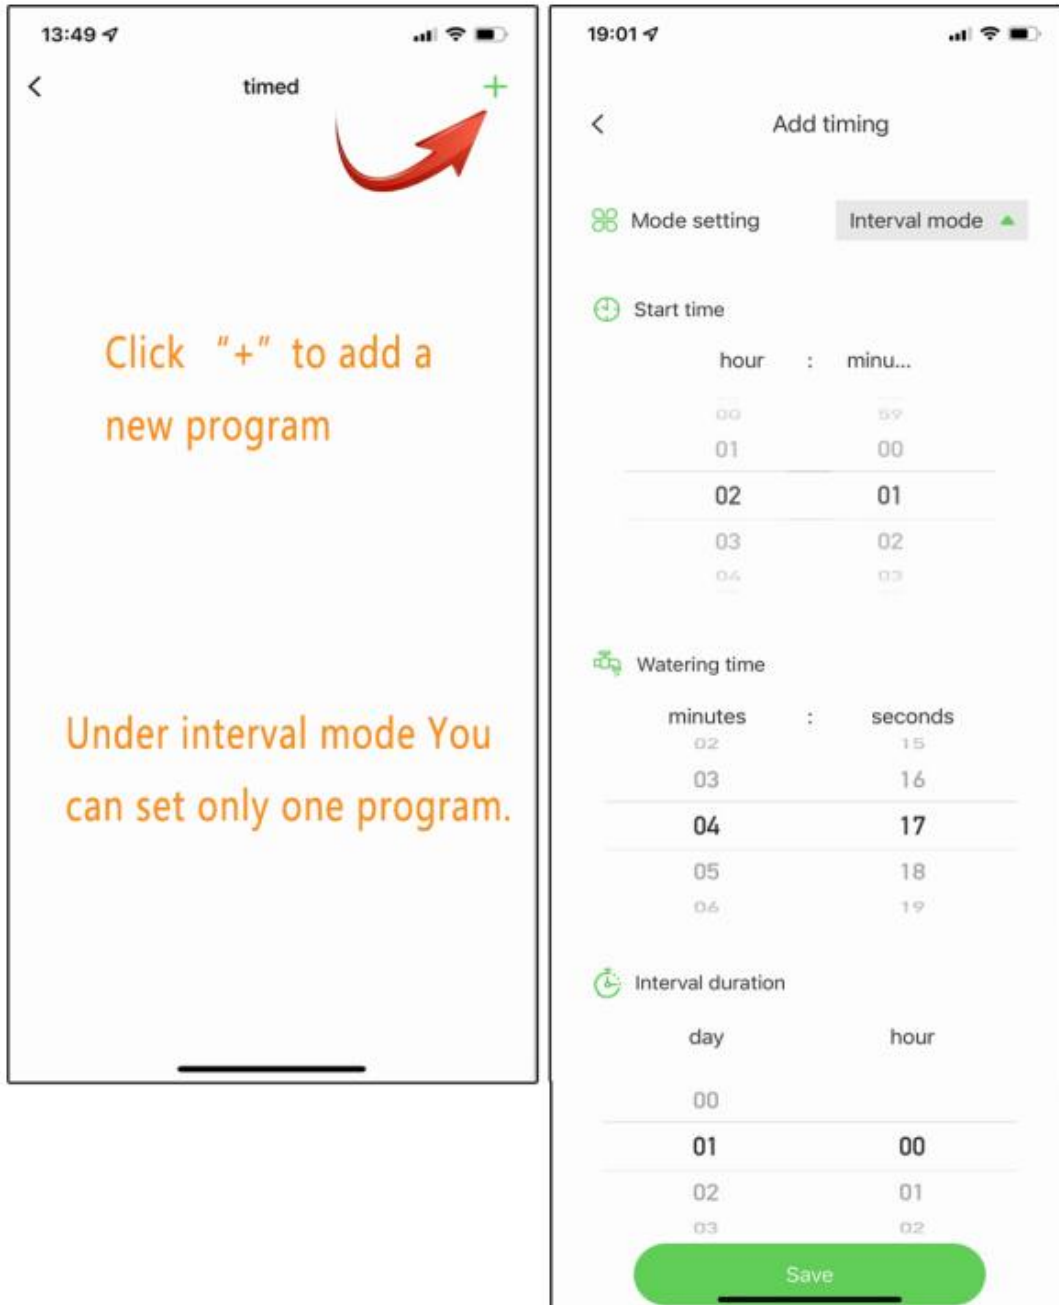 13:49
timed
Click "+" to add a
new program
Under interval mode You
can set only one program.
19:01
Add timing
Mode setting Interval mode
Start time
hour : minu...
00 59
01 00
02 01
03 02
04 03
Watering time
minutes : seconds
02 15
03 16
04 17
05 18
06 19
Interval duration
day hour
00
01 00
02 01
03 02
Save